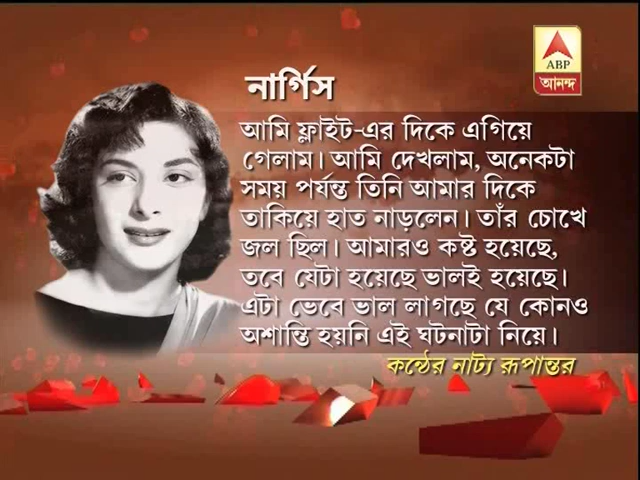 ABP
আনন্দ
নার্গিস
আমি ফ্লাইট-এর দিকে এগিয়ে
গেলাম। আমি দেখলাম, অনেকটা
সময় পর্যন্ত তিনি আমার দিকে
তাকিয়ে হাত নাড়লেন। তাঁর চোখে
জল ছিল। আমারও কষ্ট হয়েছে,
তবে যেটা হয়েছে ভালই হয়েছে।
এটা ভেবে ভাল লাগছে যে কোনও
অশান্তি হয়নি এই ঘটনাটা নিয়ে।
কন্ঠের নাট্য রূপান্তর